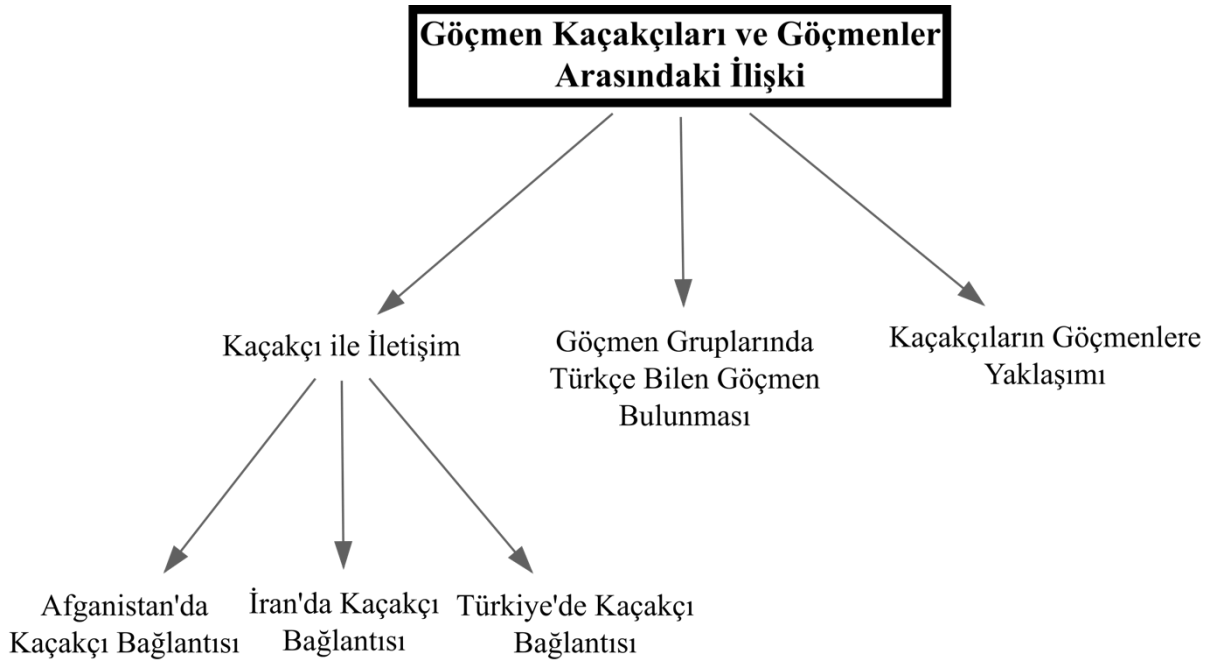 Göçmen Kaçakçıları ve Göçmenler
Arasındaki İlişki
Kaçakçı ile İletişim
Göçmen Gruplarında
Türkçe Bilen Göçmen
Bulunması
Kaçakçıların Göçmenlere
Yaklaşımı
Afganistan'da
Kaçakçı Bağlantısı
İran'da Kaçakçı
Bağlantısı
Türkiye'de Kaçakçı
Bağlantısı